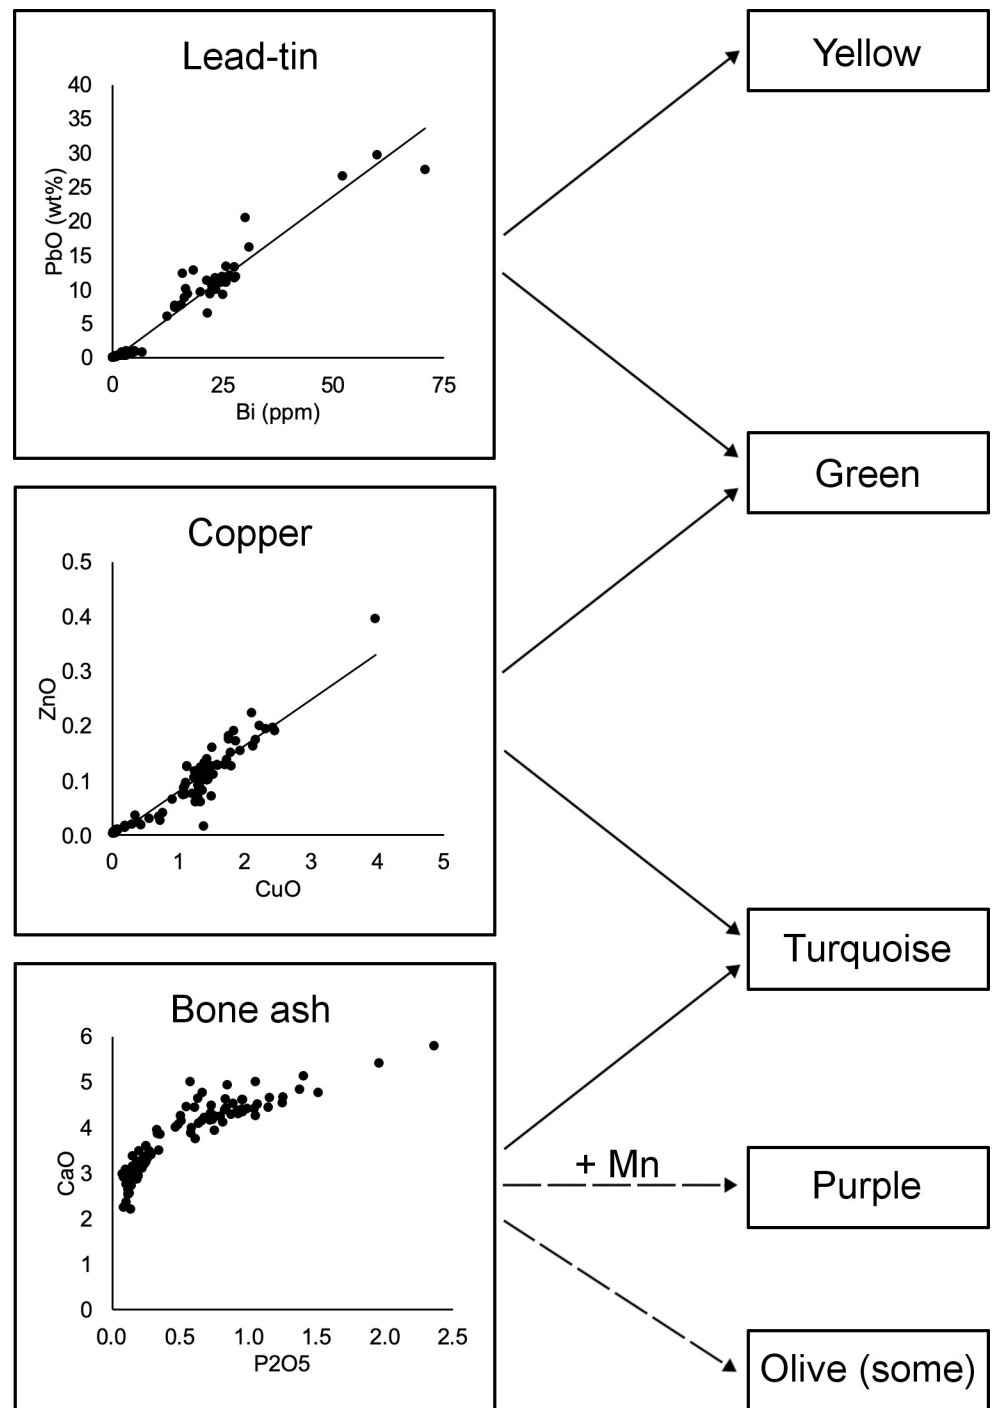 Lead-tin
40
35
30
25
20
15
10
5
0
PbO (wt%)
0 25 50 75
Bi (ppm)
Yellow
Green
Copper
0.5
0.4
0.3
0.2
0.1
0.0
ZnO
0 1 2 3 4 5
CuO
Turquoise
Bone ash
6
5
4
3
2
1
0
CaO
0.0 0.5 1.0 1.5 2.0 2.5
P2O5
+ Mn
Purple
Olive (some)